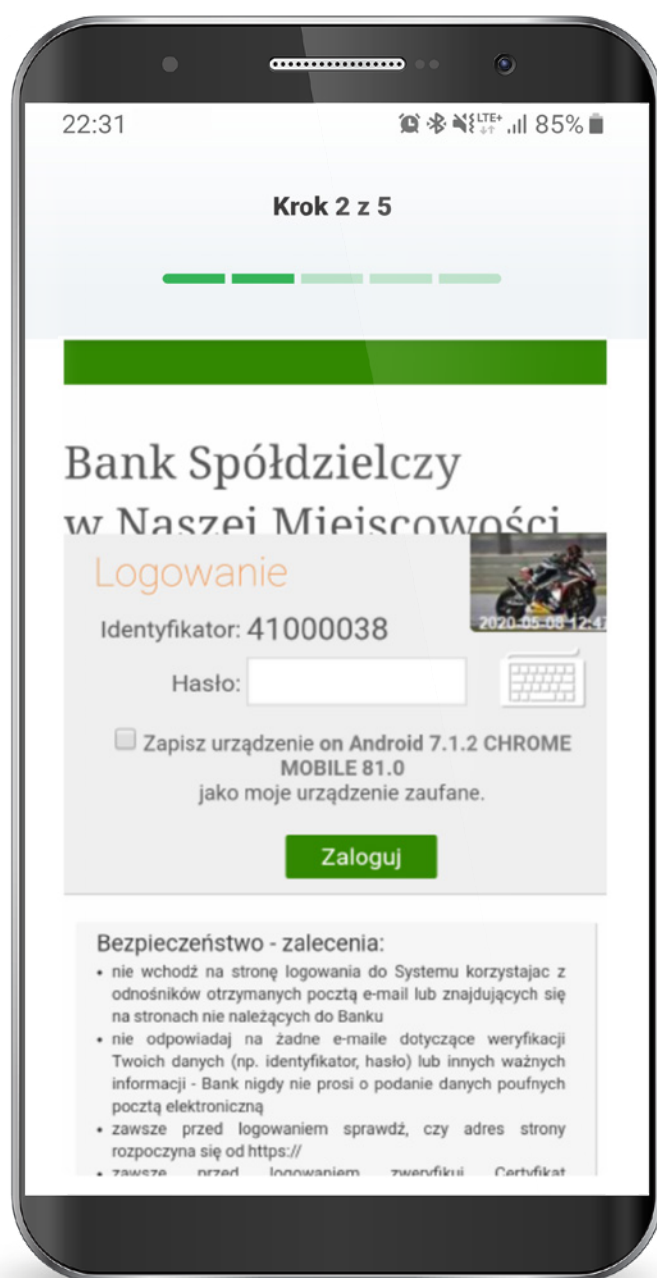 22:31 LTE+ 85%
Krok 2 z 5
Bank Spółdzielczy
w Naszej Miejscowości
Logowanie
2020-05-08 12:47
Identyfikator: 41000038
Hasło:
Zapisz urządzenie on Android 7.1.2 CHROME
MOBILE 81.0
jako moje urządzenie zaufane.
Zaloguj
Bezpieczeństwo - zalecenia:
• nie wchodź na stronę logowania do Systemu korzystajac z
odnośników otrzymanych pocztą e-mail lub znajdujących się
na stronach nie należących do Banku
• nie odpowiadaj na żadne e-maile dotyczące weryfikacji
Twoich danych (np. identyfikator, hasło) lub innych ważnych
informacji - Bank nigdy nie prosi o podanie danych poufnych
pocztą elektroniczną
• zawsze przed logowaniem sprawdź, czy adres strony
rozpoczyna się od https://
• zawsze przed logowaniem zweryfikuj Certyfikat